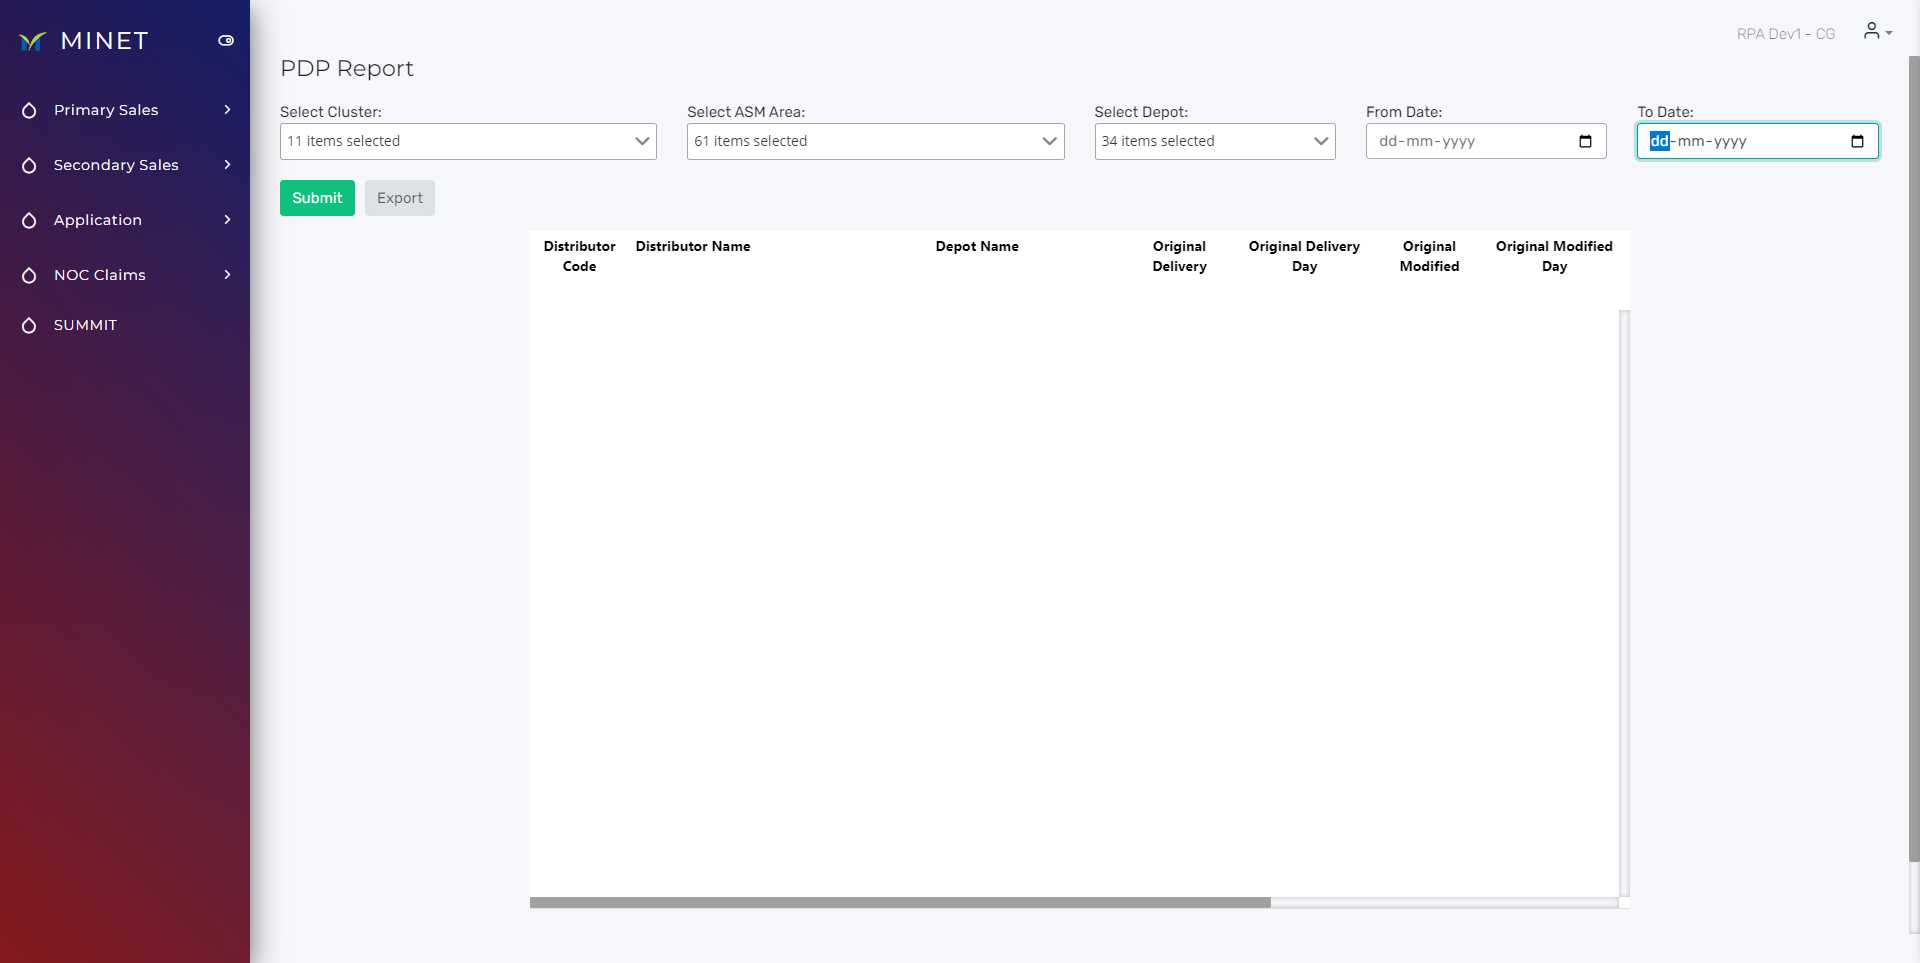 MINET
RPA Dev1 - CG
Primary Sales
Secondary Sales
Application
NOC Claims
SUMMIT
PDP Report
Select Cluster:
11 items selected
Select ASM Area:
61 items selected
Select Depot:
34 items selected
From Date:
dd-mm-yyyy
To Date:
dd-mm-yyyy
Submit
Export
Distributor
Code
Distributor Name
Depot Name
Original
Delivery
Original Delivery
Day
Original
Modified
Original Modified
Day